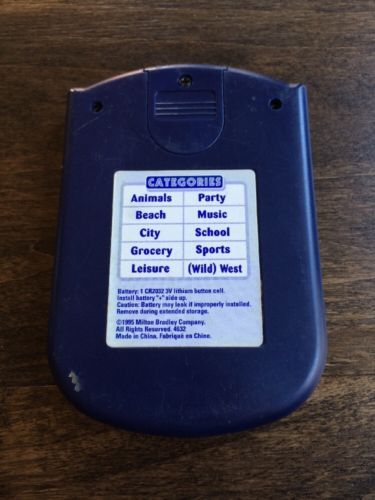 CATEGORIES
Animals Party
Beach Music
City School
Grocery Sports
Leisure (Wild) West
Battery: 1 CR2032 3V lithium button cell.
Install battery "+" side up.
Caution: Battery may leak if improperly installed.
Remove during extended storage.
©1995 Milton Bradley Company.
All Rights Reserved. 4632
Made in China. Fabriqué en Chine.